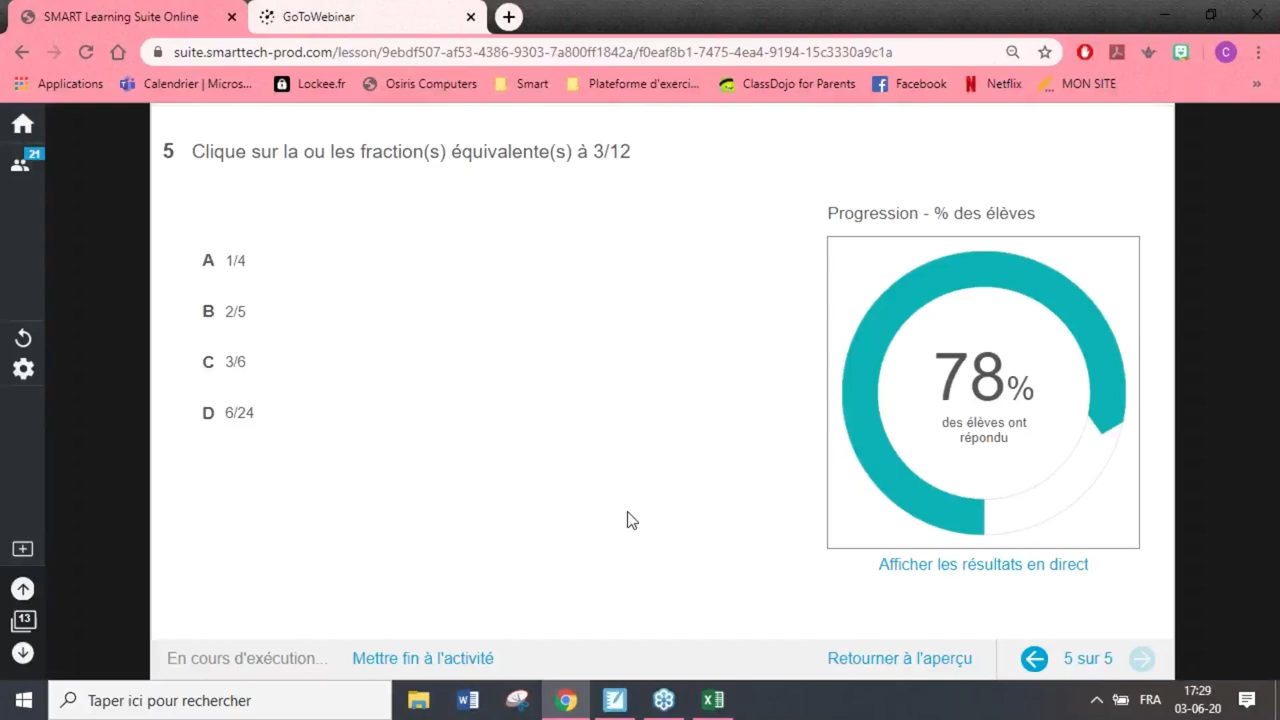 SMART Learning Suite Online
GoToWebinar
suite.smarttech-prod.com/lesson/9ebdf507-af53-4386-9303-7a800ff1842a/f0eaf8b1-7475-4ea4-9194-15c3330a9c1a
C
Applications
Calendrier | Micros...
Lockee.fr
Osiris Computers
Smart
Plateforme d'exerci...
ClassDojo for Parents
Facebook
Netflix
MON SITE
»
21
5 Clique sur la ou les fraction(s) équivalente(s) à 3/12
Progression - % des élèves
A 1/4
B 2/5
C 3/6
D 6/24
78%
des élèves ont
répondu
Afficher les résultats en direct
13
En cours d'exécution... Mettre fin à l'activité Retourner à l'aperçu 5 sur 5
Taper ici pour rechercher
FRA
17:29
03-06-20